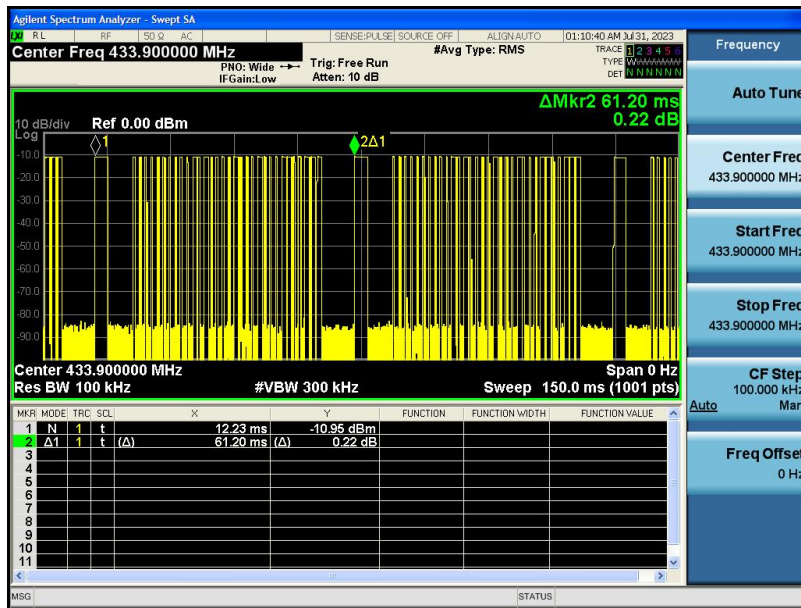 Agilent Spectrum Analyzer - Swept SA
LXI RL RF 50 Ω AC SENSE:PULSE SOURCE OFF ALIGN AUTO 01:10:40 AM Jul 31, 2023
Center Freq 433.900000 MHz
PNO: Wide
IFGain:Low
Trig: Free Run
Atten: 10 dB
#Avg Type: RMS
TRACE 1 2 3 4 5 6
TYPE W
DET N N N N N N
ΔMkr2 61.20 ms
0.22 dB
10 dB/div
Log
Ref 0.00 dBm
1
2Δ1
-10.0
-20.0
-30.0
-40.0
-50.0
-60.0
-70.0
-80.0
-90.0
Center 433.900000 MHz
Span 0 Hz
Res BW 100 kHz
#VBW 300 kHz
Sweep 150.0 ms (1001 pts)
MKR MODE TRC SCL X Y FUNCTION FUNCTION WIDTH FUNCTION VALUE
1 N 1 t 12.23 ms -10.95 dBm
2 Δ1 1 t (Δ) 61.20 ms (Δ) 0.22 dB
3
4
5
6
7
8
9
10
11
MSG
STATUS
Frequency
Auto Tune
Center Freq
433.900000 MHz
Start Freq
433.900000 MHz
Stop Freq
433.900000 MHz
CF Step
100.000 kHz
Auto Man
Freq Offset
0 Hz